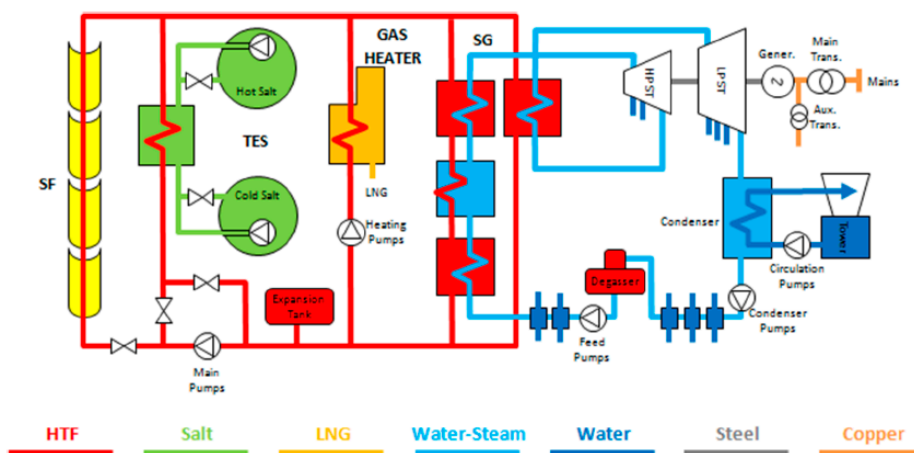 GAS
HEATER
SG
Gener.
Main
Trans.
Mains
Aux.
Trans.
HPST
LPST
Hot Salt
TES
SF
Cold Salt
LNG
Heating
Pumps
Condenser
Tower
Circulation
Pumps
Expansion
Tank
Degasser
Condenser
Pumps
Feed
Pumps
Main
Pumps
HTF
Salt
LNG
Water-Steam
Water
Steel
Copper